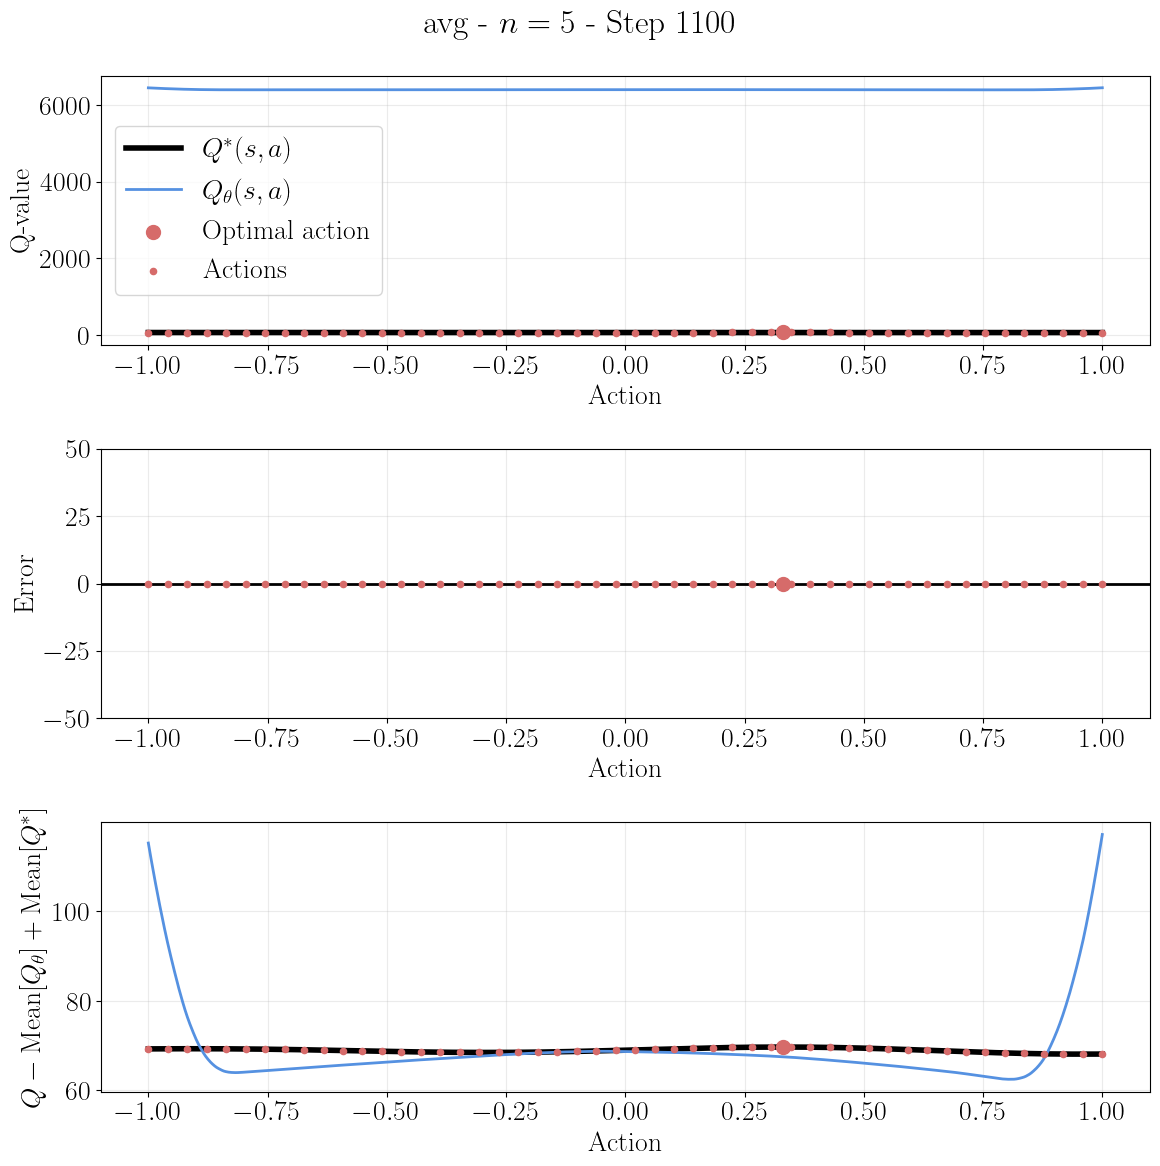 avg - n = 5 - Step 1100
Q-value
6000
4000
2000
0
Q*(s, a)
Qθ(s, a)
Optimal action
Actions
−1.00 −0.75 −0.50 −0.25 0.00 0.25 0.50 0.75 1.00
Action
Error
50
25
0
−25
−50
−1.00 −0.75 −0.50 −0.25 0.00 0.25 0.50 0.75 1.00
Action
Q − Mean[Qθ] + Mean[Q*]
100
80
60
−1.00 −0.75 −0.50 −0.25 0.00 0.25 0.50 0.75 1.00
Action